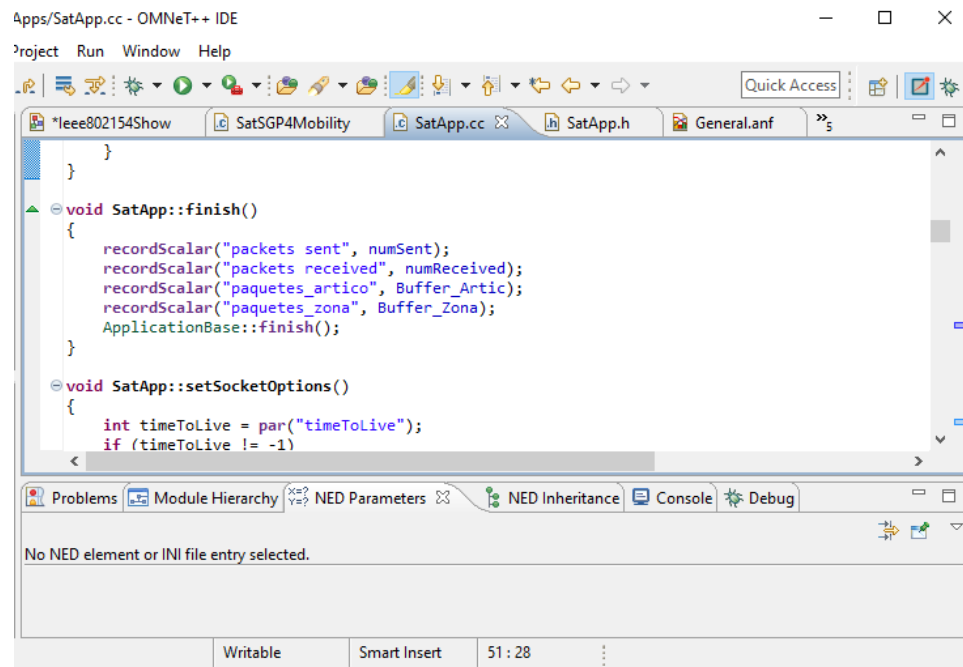 Apps/SatApp.cc - OMNeT++ IDE
Project Run Window Help
Quick Access
*Ieee802154Show SatSGP4Mobility SatApp.cc SatApp.h General.anf »5
}
}
void SatApp::finish()
{
recordScalar("packets sent", numSent);
recordScalar("packets received", numReceived);
recordScalar("paquetes_artico", Buffer_Artic);
recordScalar("paquetes_zona", Buffer_Zona);
ApplicationBase::finish();
}
void SatApp::setSocketOptions()
{
int timeToLive = par("timeToLive");
if (timeToLive != -1)
Problems Module Hierarchy NED Parameters NED Inheritance Console Debug
No NED element or INI file entry selected.
Writable Smart Insert 51 : 28